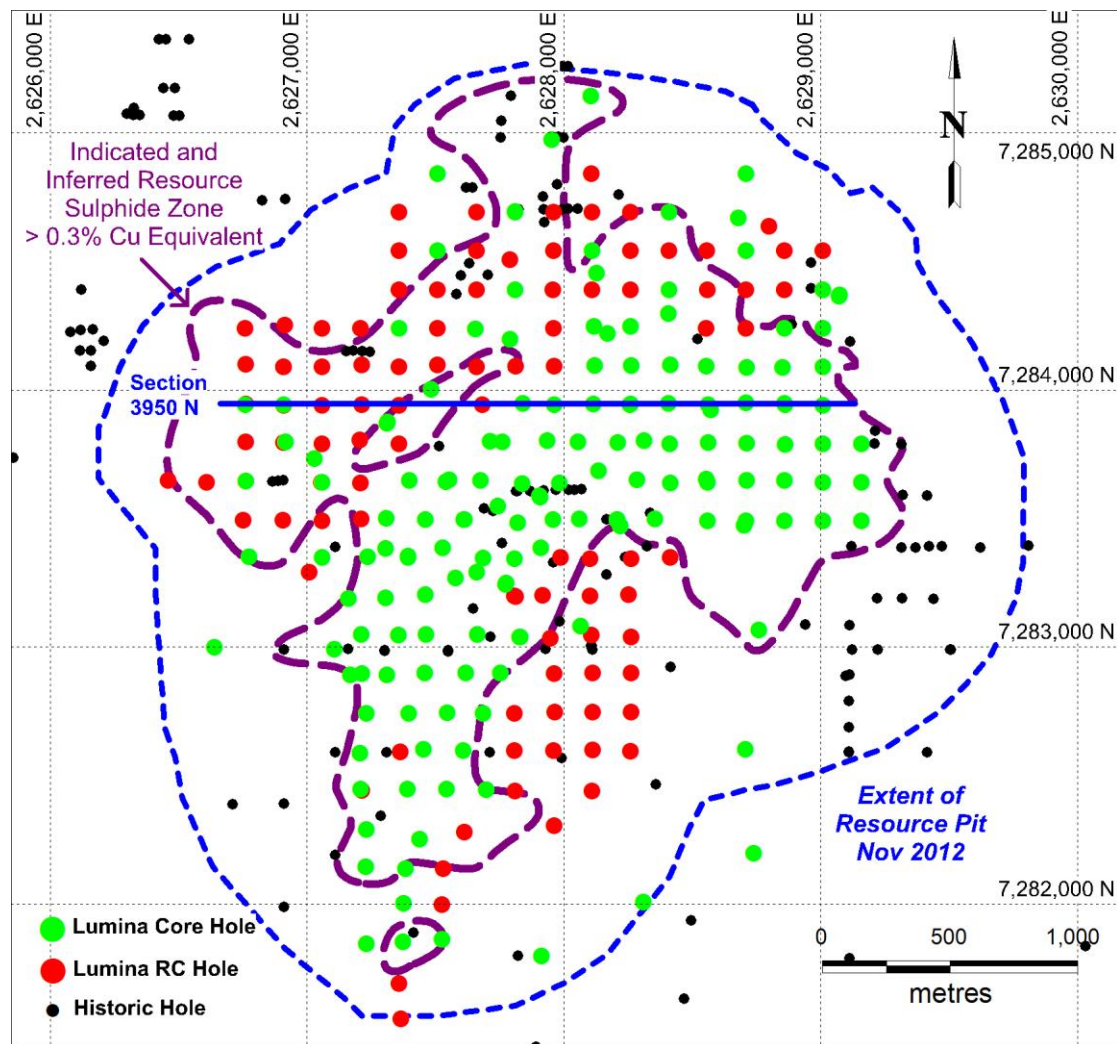 2,626,000 E
2,627,000 E
2,628,000 E
2,629,000 E
2,630,000 E
N
7,285,000 N
Indicated and
Inferred Resource
Sulphide Zone
> 0.3% Cu Equivalent
7,284,000 N
Section
3950 N
7,283,000 N
Extent of
Resource Pit
Nov 2012
7,282,000 N
Lumina Core Hole
Lumina RC Hole
Historic Hole
0 500 1,000
metres